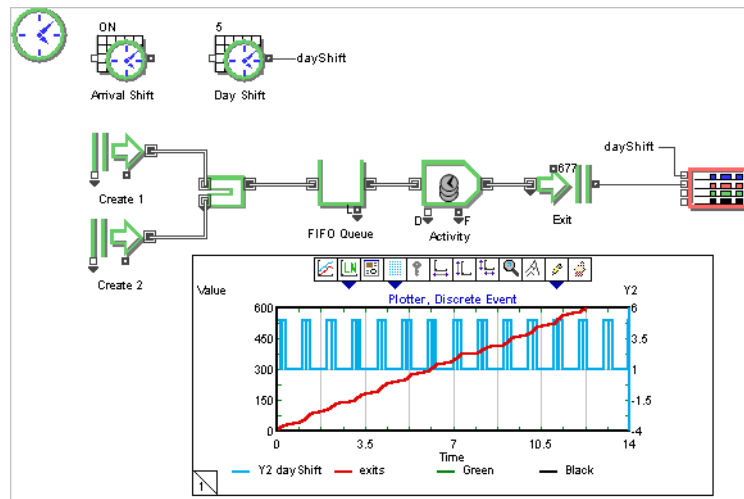 ON
5
dayShift
Arrival Shift
Day Shift
dayShift
677
Create 1
L
D
F
Exit
FIFO Queue
Activity
Create 2
LN
Value
Plotter, Discrete Event
Y2
600
6
450
3.5
300
1
150
-1.5
0
-4
0
3.5
7
10.5
14
Time
Y2 dayShift
exits
Green
Black
1